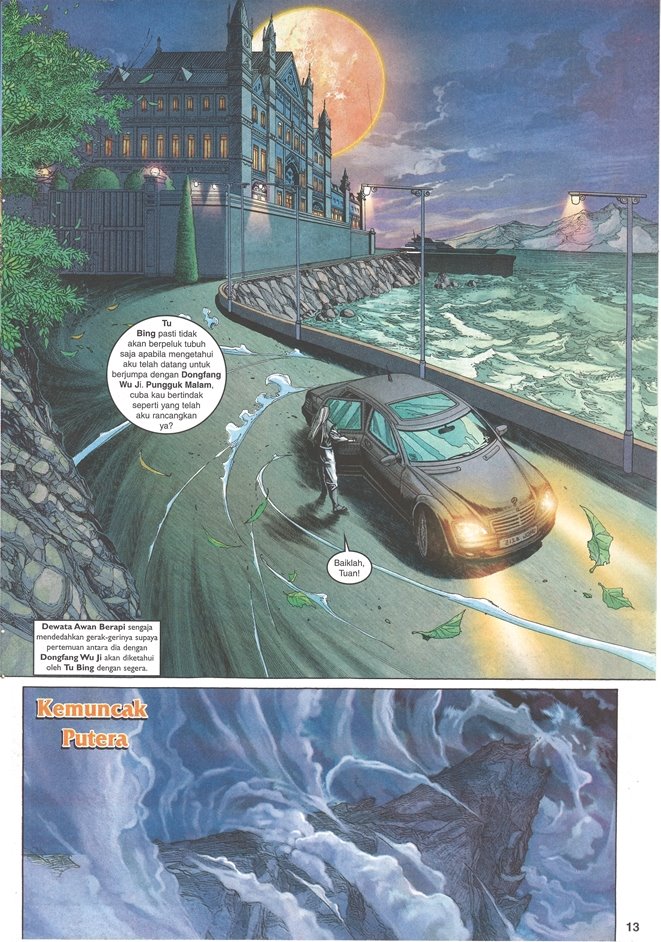 Tu
Bing pasti tidak
akan berpeluk tubuh
saja apabila mengetahui
aku telah datang untuk
berjumpa dengan Dongfang
Wu Ji. Pungguk Malam,
cuba kau bertindak
seperti yang telah
aku rancangkan
ya?
Baiklah,
Tuan!
Dewata Awan Berapi sengaja
mendedahkan gerak-gerinya supaya
pertemuan antara dia dengan
Dongfang Wu Ji akan diketahui
oleh Tu Bing dengan segera.
Kemuncak
Putera
13